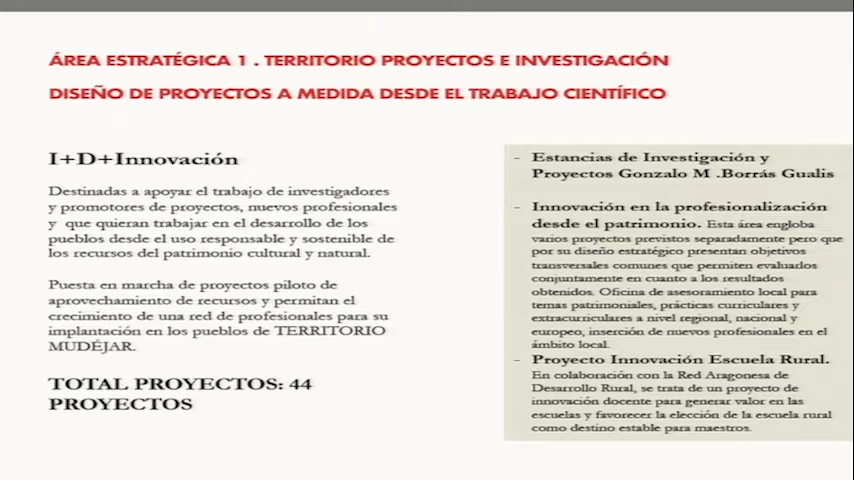 ÁREA ESTRATÉGICA 1 . TERRITORIO PROYECTOS E INVESTIGACIÓN
DISEÑO DE PROYECTOS A MEDIDA DESDE EL TRABAJO CIENTÍFICO
I+D+Innovación
Destinadas a apoyar el trabajo de investigadores
y promotores de proyectos, nuevos profesionales
y que quieran trabajar en el desarrollo de los
pueblos desde el uso responsable y sostenible de
los recursos del patrimonio cultural y natural.
Puesta en marcha de proyectos piloto de
aprovechamiento de recursos y permitan el
crecimiento de una red de profesionales para su
implantación en los pueblos de TERRITORIO
MUDÉJAR.
TOTAL PROYECTOS: 44
PROYECTOS
- Estancias de Investigación y
Proyectos Gonzalo M .Borrás Gualis
- Innovación en la profesionalización
desde el patrimonio. Esta área engloba
varios proyectos previstos separadamente pero que
por su diseño estratégico presentan objetivos
transversales comunes que permiten evaluados
conjuntamente en cuanto a los resultados
obtenidos. Oficina de asesoramiento local para
temas patrimoniales, prácticas curriculares y
extracurriculares a nivel regional, nacional y
europeo, inserción de nuevos profesionales en el
ámbito local.
- Proyecto Innovación Escuela Rural.
En colaboración con la Red Aragonesa de
Desarrollo Rural, se trata de un proyecto de
innovación docente para generar valor en las
escuelas y favorecer la elección de la escuela rural
como destino estable para maestros.